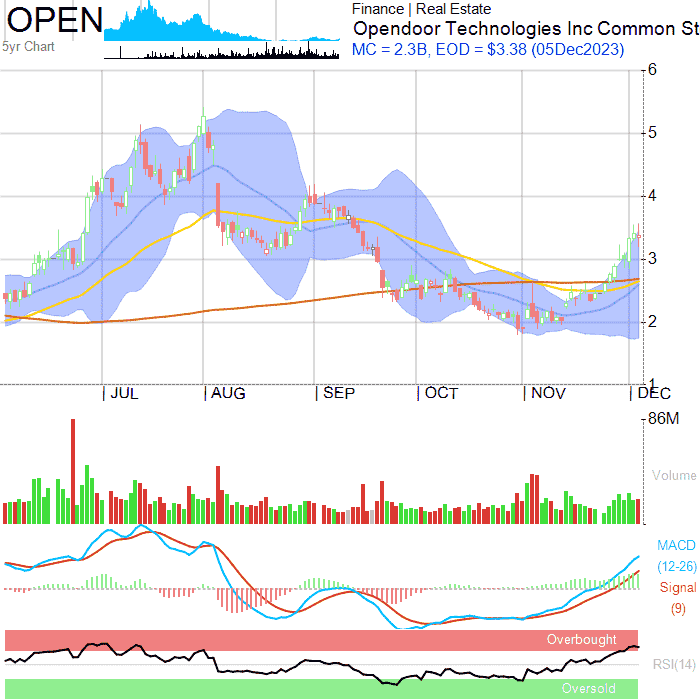 OPEN
5yr Chart
Finance | Real Estate
Opendoor Technologies Inc Common St
MC = 2.3B, EOD = $3.38 (05Dec2023)
6
5
4
3
2
1
JUL AUG SEP OCT NOV DEC
86M
Volume
MACD
(12-26)
Signal
(9)
Overbought
RSI(14)
Oversold